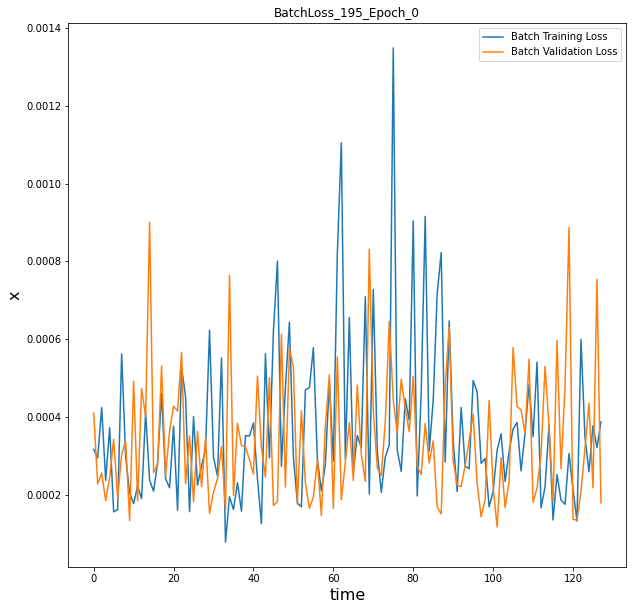 BatchLoss_195_Epoch_0
Batch Training Loss
Batch Validation Loss
0.0014
0.0012
0.0010
0.0008
0.0006
0.0004
0.0002
x
0 20 40 60 80 100 120
time